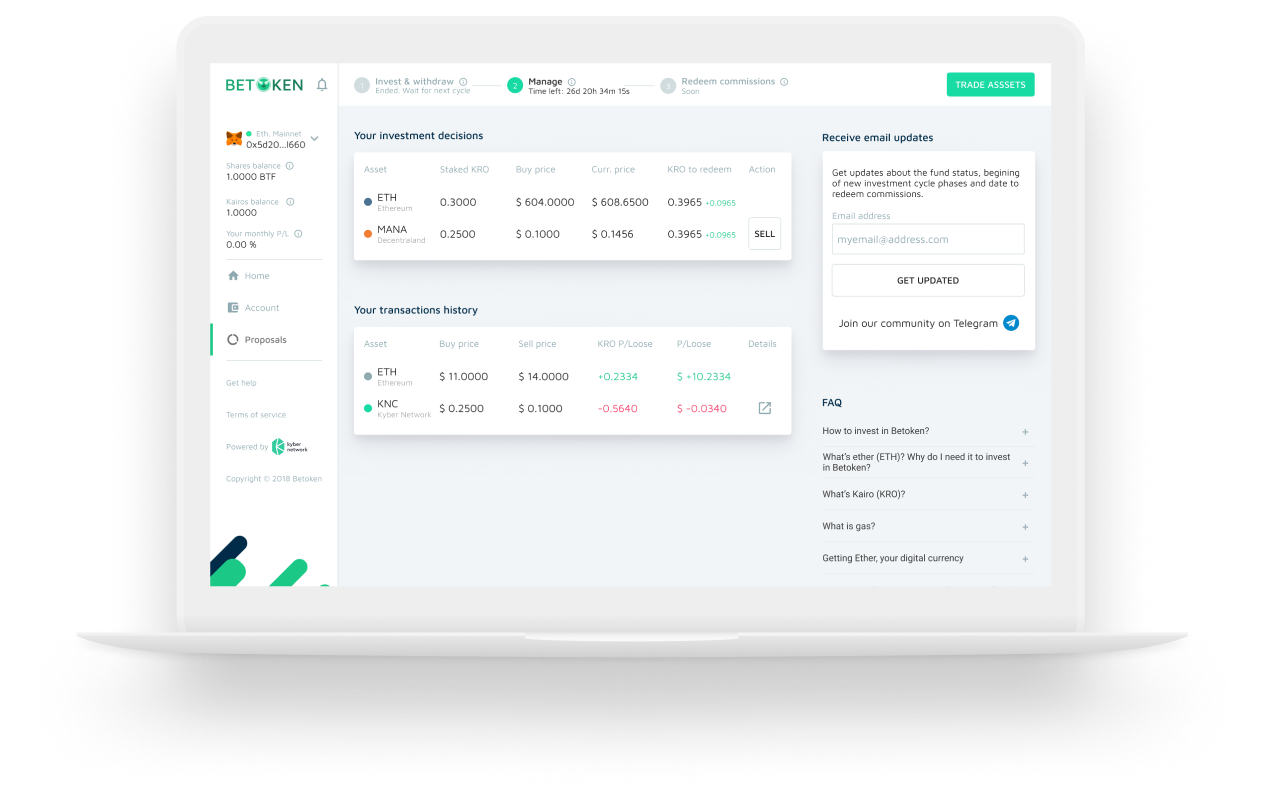 BETOKEN
Eth. Mainnet
0x5d20...l660
Shares balance
1.0000 BTF
Kairos balance
1.0000
Your monthly P/L
0.00 %
Home
Account
Proposals
Get help
Terms of service
Powered by kyber network
Copyright © 2018 Betoken
1 Invest & withdraw
Ended. Wait for next cycle
2 Manage
Time left: 26d 20h 34m 15s
3 Redeem commissions
Soon
TRADE ASSSETS
Your investment decisions
Asset Staked KRO Buy price Curr. price KRO to redeem Action
ETH 0.3000 $ 604.0000 $ 608.6500 0.3965 +0.0965
Ethereum
MANA 0.2500 $ 0.1000 $ 0.1456 0.3965 +0.0965 SELL
Decentraland
Your transactions history
Asset Buy price Sell price KRO P/Loose P/Loose Details
ETH $ 11.0000 $ 14.0000 +0.2334 $ +10.2334
Ethereum
KNC $ 0.2500 $ 0.1000 -0.5640 $ -0.0340
Kyber Network
Receive email updates
Get updates about the fund status, begining
of new investment cycle phases and date to
redeem commissions.
Email address
myemail@address.com
GET UPDATED
Join our community on Telegram
FAQ
How to invest in Betoken? +
What's ether (ETH)? Why do I need it to invest
in Betoken? +
What's Kairo (KRO)? +
What is gas? +
Getting Ether, your digital currency +